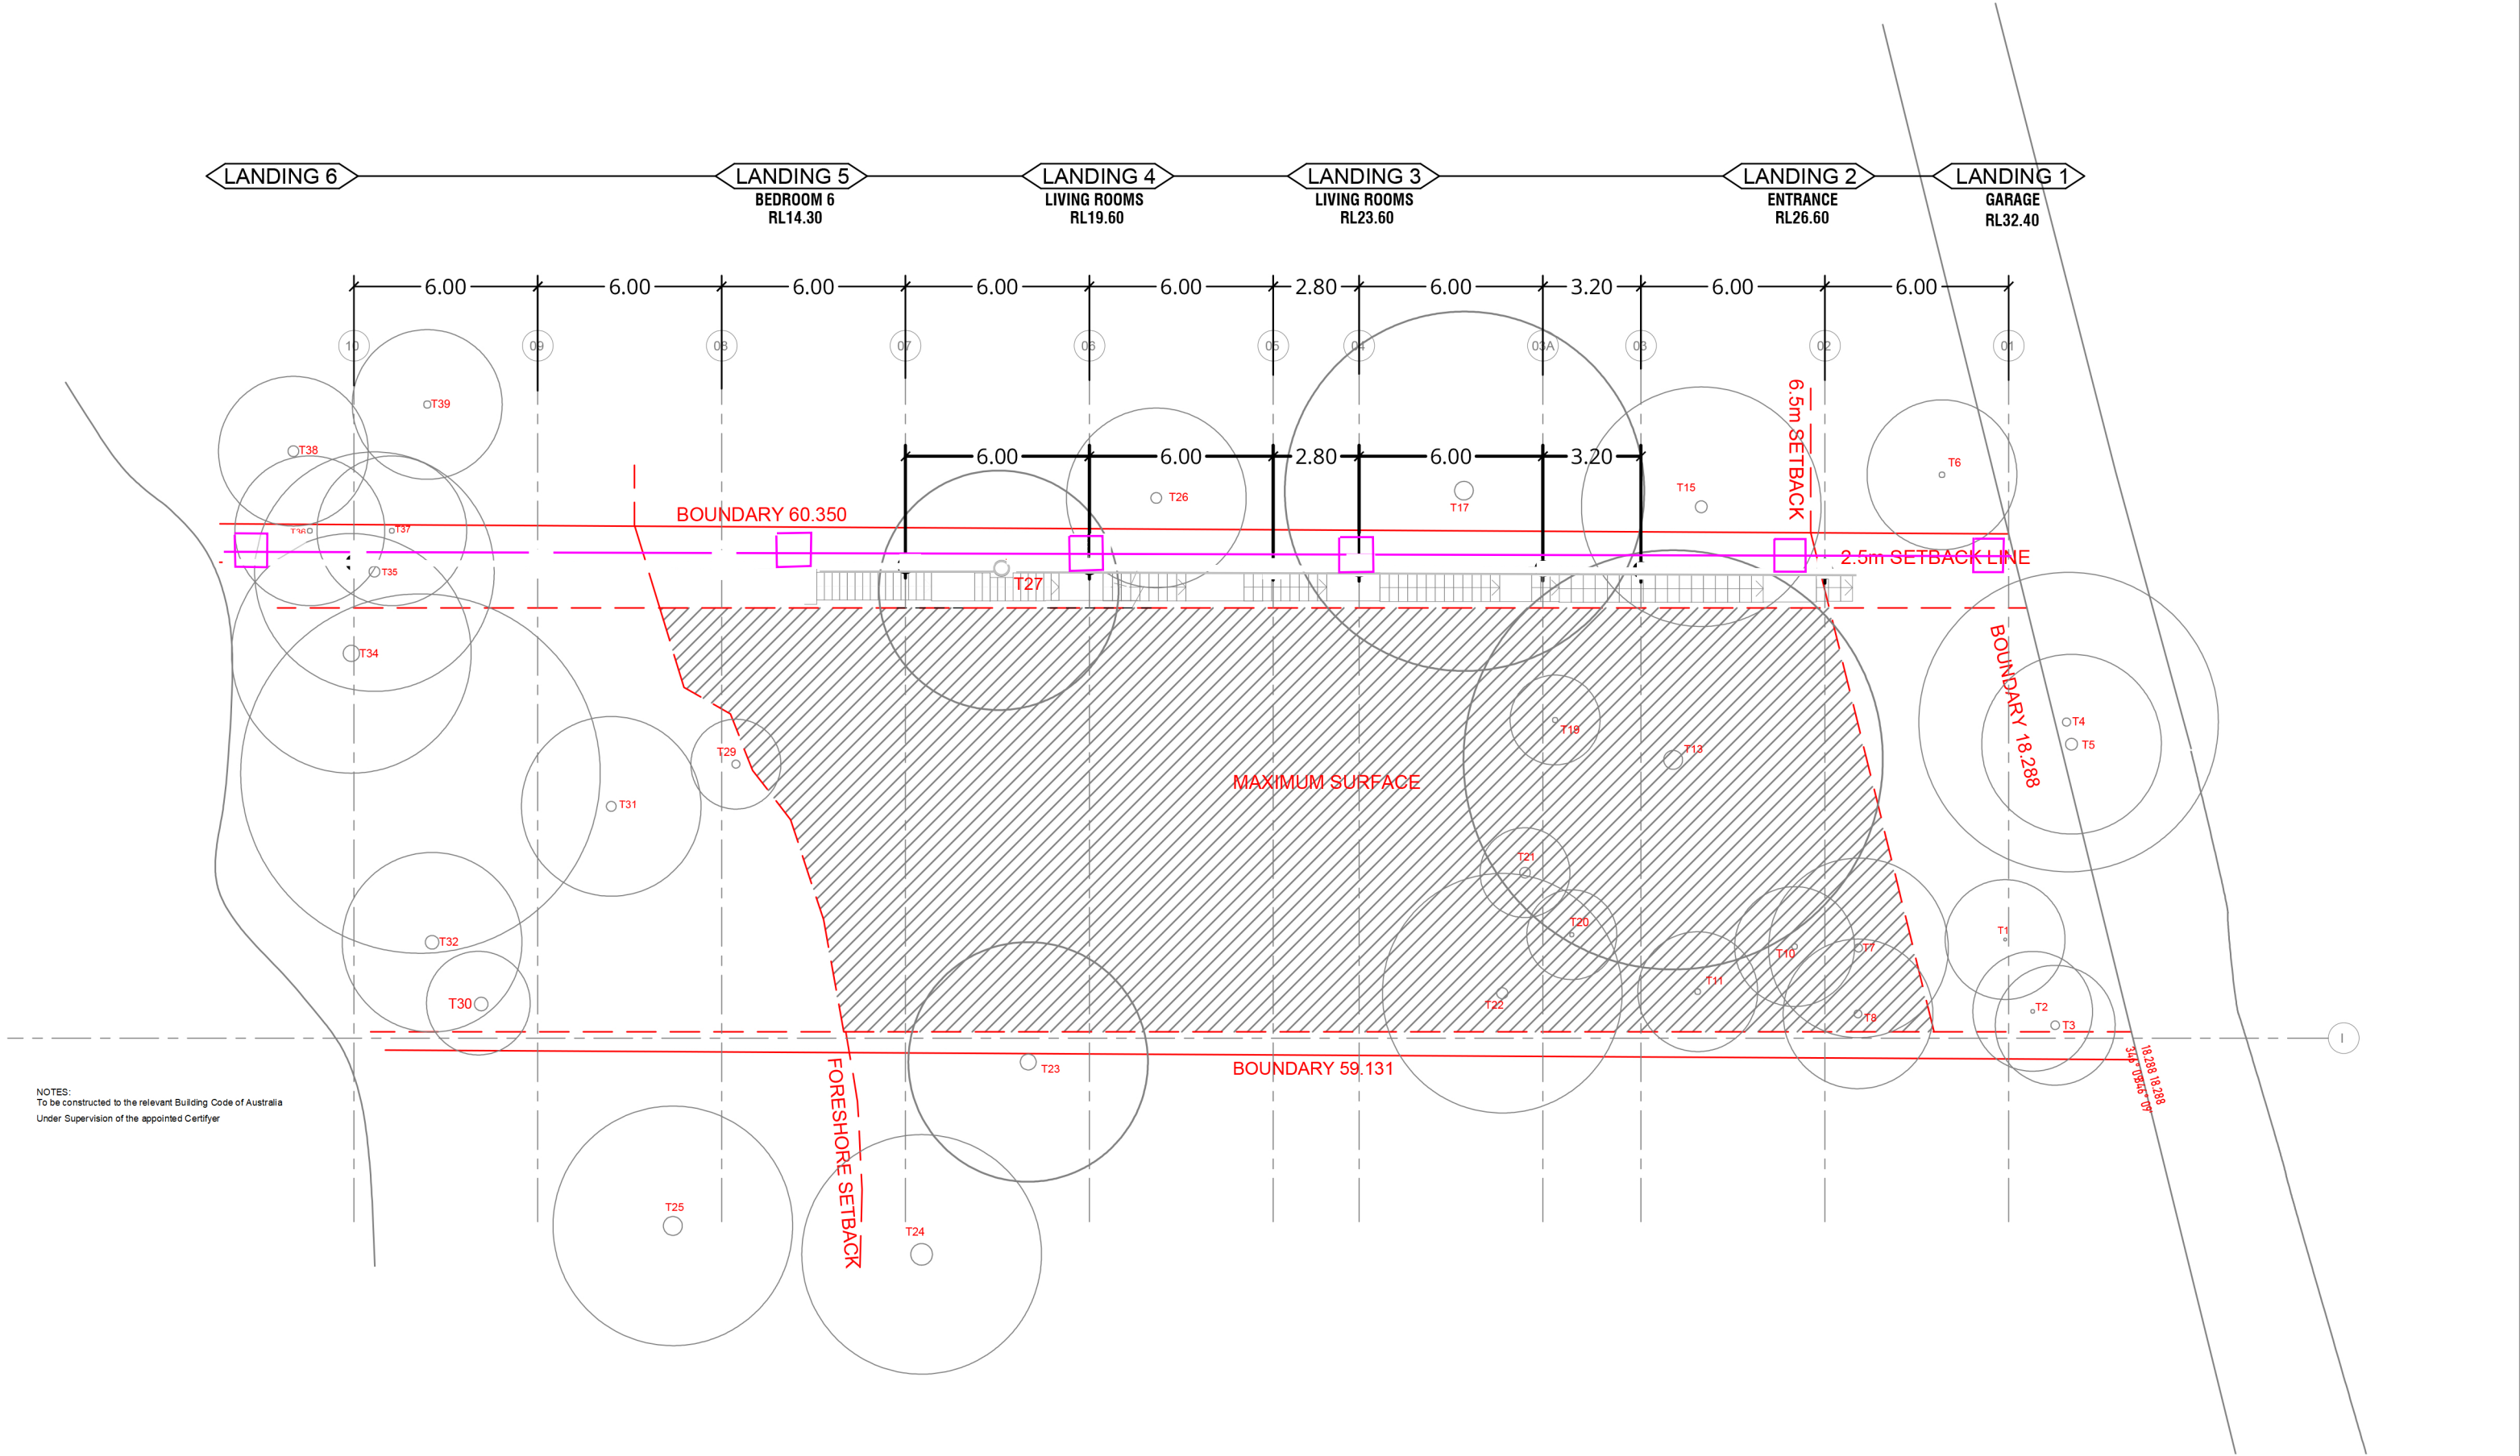 LANDING 6
LANDING 5
LANDING 4
LANDING 3
LANDING 2
LANDING 1
BEDROOM 6
RL14.30
LIVING ROOMS
RL19.60
LIVING ROOMS
RL23.60
ENTRANCE
RL26.60
GARAGE
RL32.40
6.00
6.00
6.00
6.00
6.00
2.80
6.00
3.20
6.00
6.00
10
09
08
07
06
05
04
03A
03
02
01
T39
T38
6.5m SETBACK
6.00
6.00
2.80
6.00
3.20
T6
T26
T17
T15
BOUNDARY 60.350
T36
T37
2.5m SETBACK LINE
T35
T27
T34
BOUNDARY 18.288
T4
T5
T19
T13
T29
MAXIMUM SURFACE
T31
T21
T20
T1
T32
T10
T7
T11
T30
T22
T8
T2
T3
I
FORESHORE SETBACK
T23
BOUNDARY 59.131
18.288 18.288
NOTES:
To be constructed to the relevant Building Code of Australia
Under Supervision of the appointed Certifyer
T25
T24